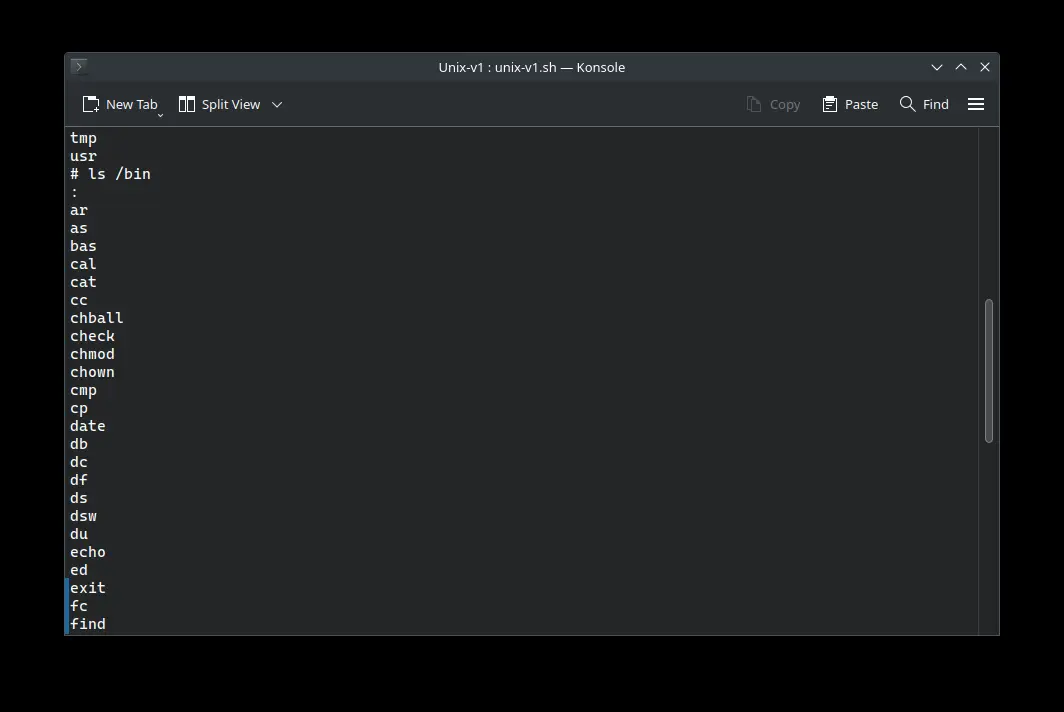 Unix-v1 : unix-v1.sh — Konsole
New Tab Split View Copy Paste Find
tmp
usr
# ls /bin
:
ar
as
bas
cal
cat
cc
chball
check
chmod
chown
cmp
cp
date
db
dc
df
ds
dsw
du
echo
ed
exit
fc
find